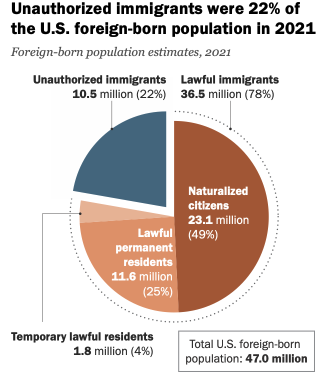 Unauthorized immigrants were 22% of
the U.S. foreign-born population in 2021
Foreign-born population estimates, 2021
Unauthorized immigrants
10.5 million (22%)
Lawful immigrants
36.5 million (78%)
Naturalized
citizens
23.1 million
(49%)
Lawful
permanent
residents
11.6 million
(25%)
Temporary lawful residents
1.8 million (4%)
Total U.S. foreign-born
population: 47.0 million